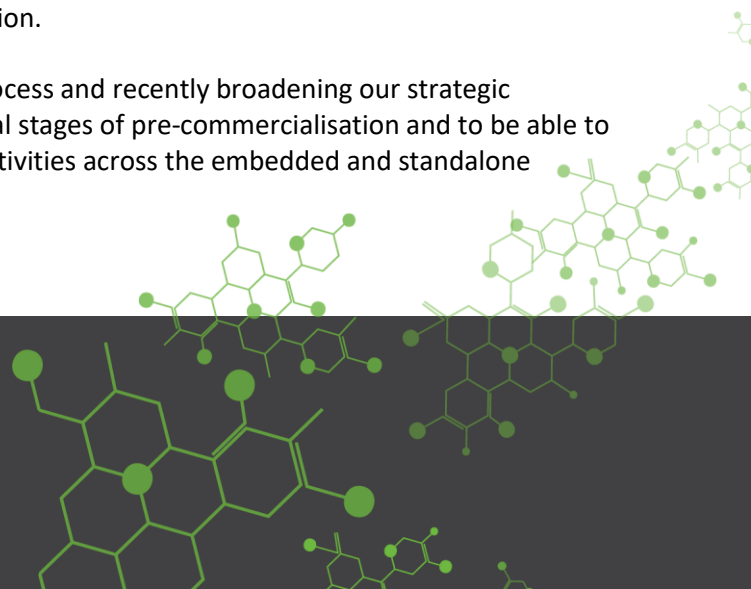 ion.
ocess and recently broadening our strategic
al stages of pre-commercialisation and to be able to
tivities across the embedded and standalone